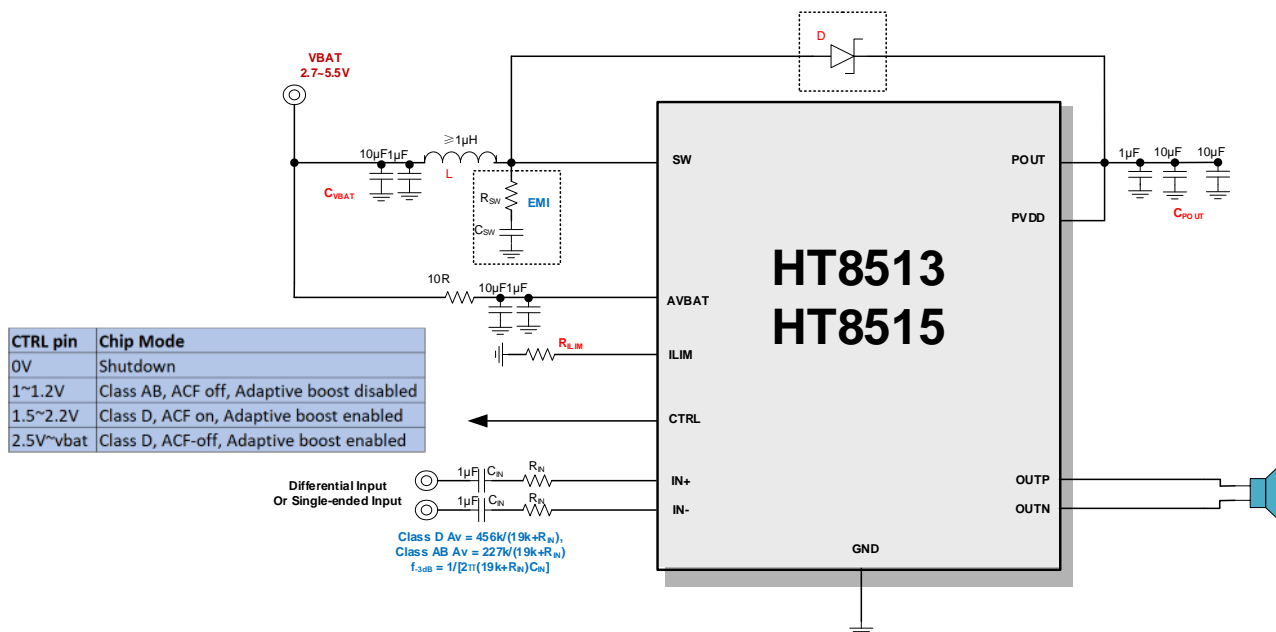 D
VBAT
2.7~5.5V
≥1μH
10μF 1μF
L
CVBAT
SW
POUT
1μF 10μF 10μF
RSW
EMI
CSW
CPOUT
PVDD
HT8513
HT8515
10R
10μF 1μF
AVBAT
RILIM
ILIM
CTRL pin Chip Mode
0V Shutdown
1~1.2V Class AB, ACF off, Adaptive boost disabled
1.5~2.2V Class D, ACF on, Adaptive boost enabled
2.5V~vbat Class D, ACF-off, Adaptive boost enabled
CTRL
Differential Input
Or Single-ended Input
1μF CIN RIN
IN+
1μF CIN RIN
IN-
OUTP
OUTN
Class D Av = 456k/(19k+RIN),
Class AB Av = 227k/(19k+RIN)
f-3dB = 1/[2π(19k+RIN)CIN]
GND